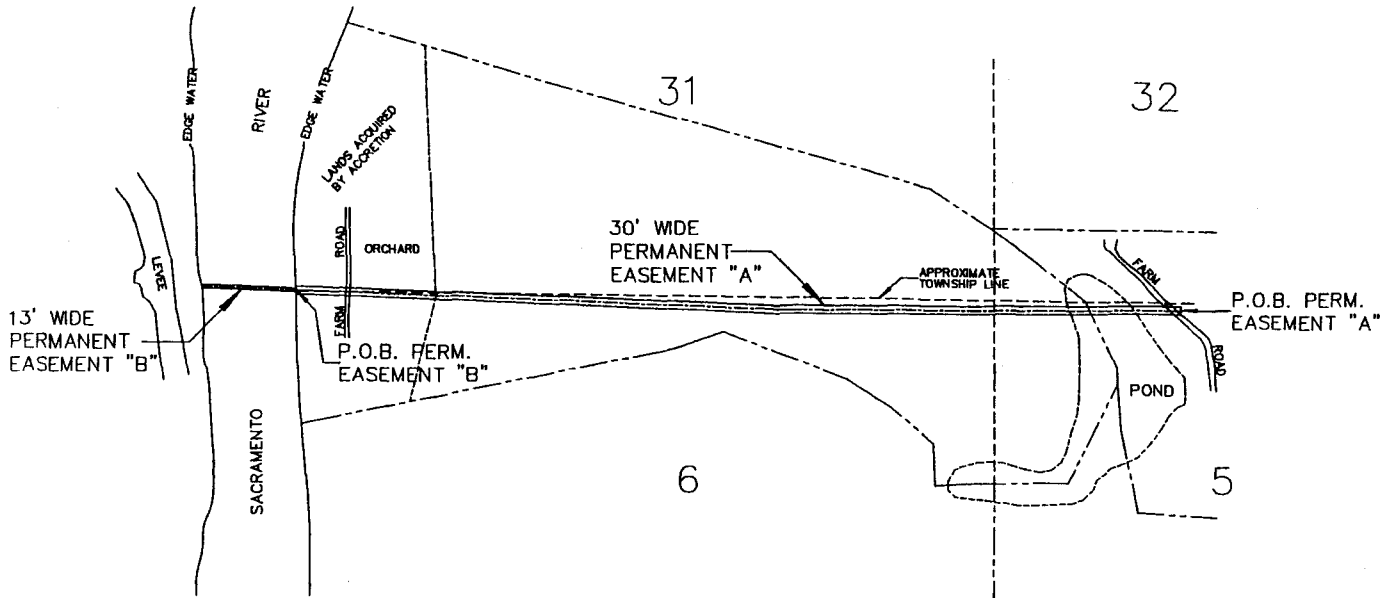 31
32
EDGE WATER
RIVER
EDGE WATER
LANDS ACQUIRED
BY ACCRETION
ROAD
ORCHARD
FARM
LEVEE
30' WIDE
PERMANENT
EASEMENT "A"
APPROXIMATE
TOWNSHIP LINE
FARM
ROAD
P.O.B. PERM.
EASEMENT "A"
13' WIDE
PERMANENT
EASEMENT "B"
P.O.B. PERM.
EASEMENT "B"
POND
SACRAMENTO
6
5